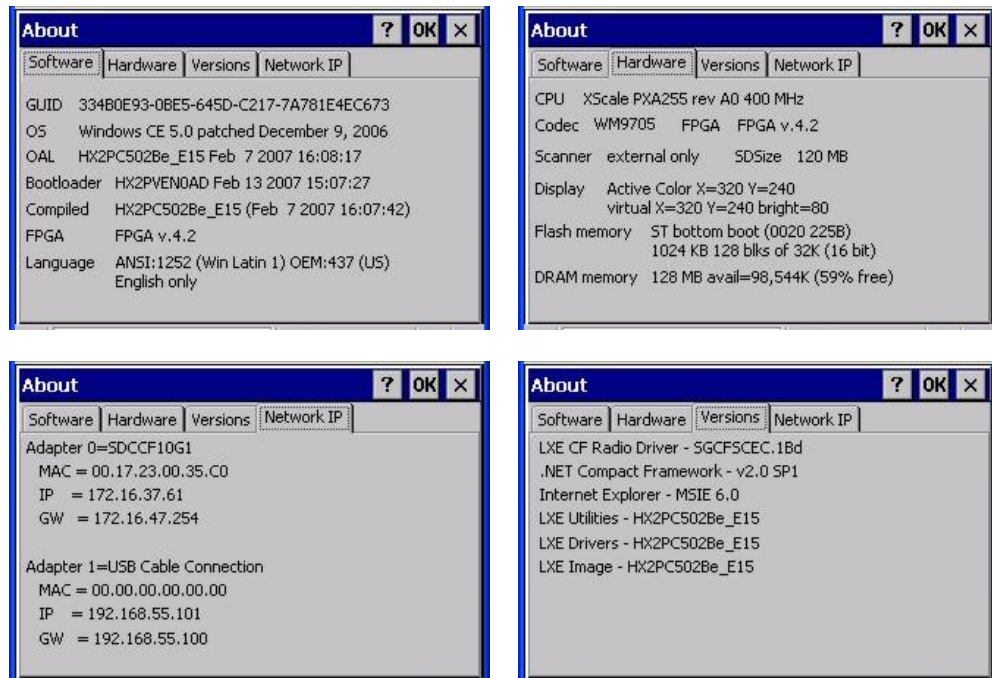 About ? OK ×
Software Hardware Versions Network IP
GUID 334B0E93-0BE5-645D-C217-7A781E4EC673
OS Windows CE 5.0 patched December 9, 2006
OAL HX2PC502Be_E15 Feb 7 2007 16:08:17
Bootloader HX2PVEN0AD Feb 13 2007 15:07:27
Compiled HX2PC502Be_E15 (Feb 7 2007 16:07:42)
FPGA FPGA v.4.2
Language ANSI:1252 (Win Latin 1) OEM:437 (US)
English only
About ? OK ×
Software Hardware Versions Network IP
CPU XScale PXA255 rev A0 400 MHz
Codec WM9705 FPGA FPGA v.4.2
Scanner external only SDSize 120 MB
Display Active Color X=320 Y=240
virtual X=320 Y=240 bright=80
Flash memory ST bottom boot (0020 225B)
1024 KB 128 blks of 32K (16 bit)
DRAM memory 128 MB avail=98,544K (59% free)
About ? OK ×
Software Hardware Versions Network IP
Adapter 0=SDCCF10G1
MAC = 00.17.23.00.35.C0
IP = 172.16.37.61
GW = 172.16.47.254
Adapter 1=USB Cable Connection
MAC = 00.00.00.00.00.00
IP = 192.168.55.101
GW = 192.168.55.100
About ? OK ×
Software Hardware Versions Network IP
LXE CF Radio Driver - SGCFSCEC.1Bd
.NET Compact Framework - v2.0 SP1
Internet Explorer - MSIE 6.0
LXE Utilities - HX2PC502Be_E15
LXE Drivers - HX2PC502Be_E15
LXE Image - HX2PC502Be_E15